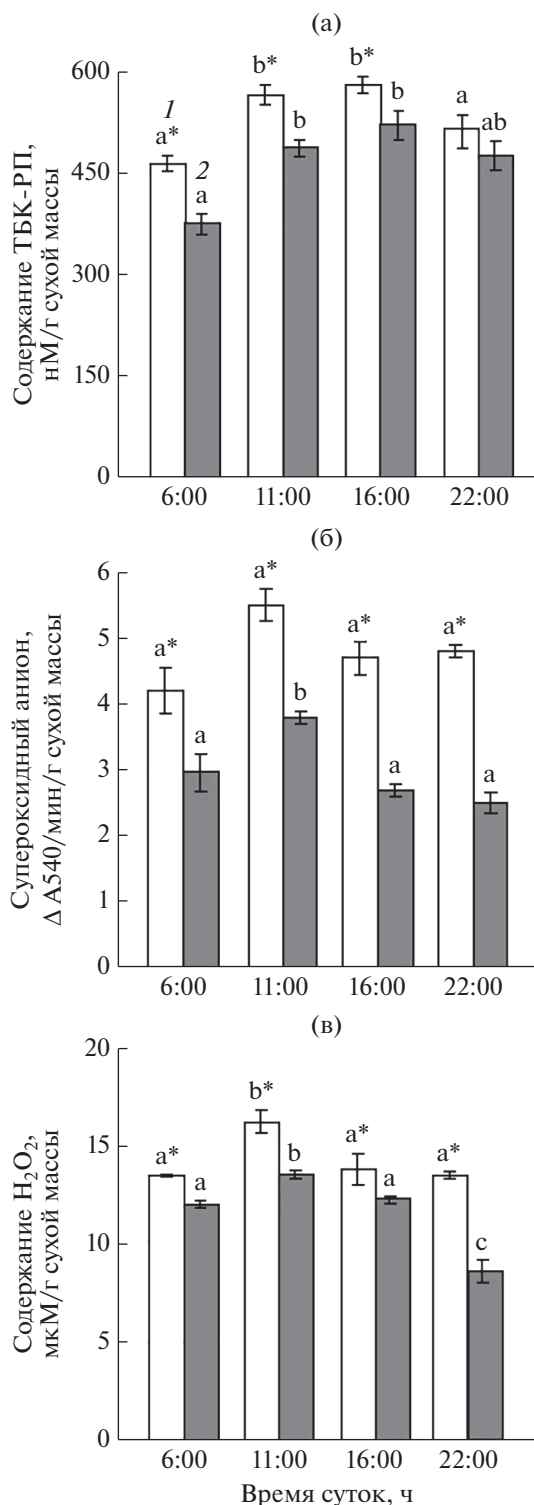 (а)
Содержание ТБК-РП,
нМ/г сухой массы
600
450
300
150
0
1
a*
2
a
b*
b
b*
b
a
ab
6:00 11:00 16:00 22:00
(б)
Супероксидный анион,
Δ A540/мин/г сухой массы
6
5
4
3
2
1
0
a*
a
a*
b
a*
a
a*
a
6:00 11:00 16:00 22:00
(в)
Содержание H₂O₂,
мкМ/г сухой массы
20
15
10
5
0
a*
a
b*
b
a*
a
a*
c
6:00 11:00 16:00 22:00
Время суток, ч